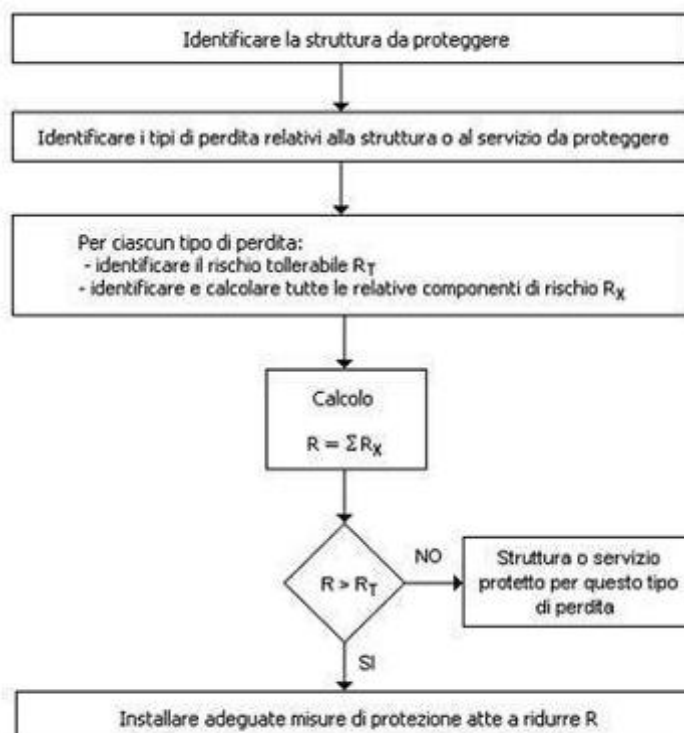 Identificare la struttura da proteggere
Identificare i tipi di perdita relativi alla struttura o al servizio da proteggere
Per ciascun tipo di perdita:
- identificare il rischio tollerabile RT
- identificare e calcolare tutte le relative componenti di rischio RX
Calcolo
R = ΣRX
R > RT
NO
Struttura o servizio
protetto per questo tipo
di perdita
SI
Installare adeguate misure di protezione atte a ridurre R